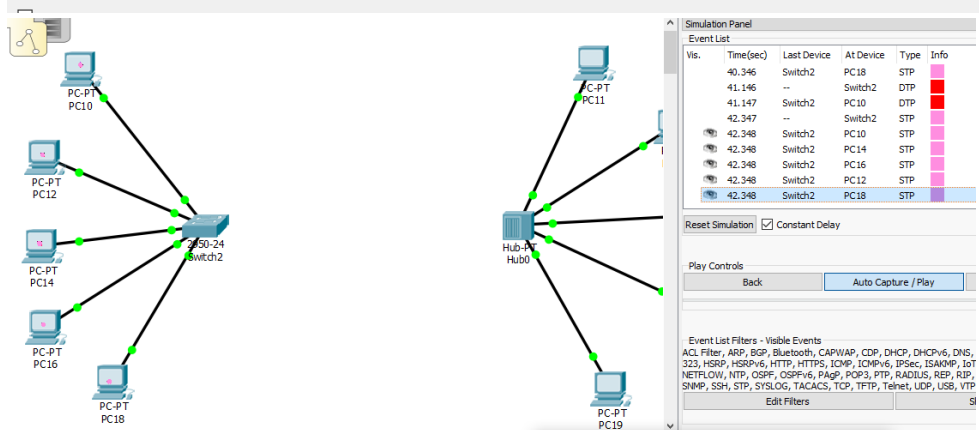 PC-PT
PC10
PC-PT
PC12
PC-PT
PC14
PC-PT
PC16
PC-PT
PC18
2950-24
Switch2
PC-PT
PC11
Hub-PT
Hub0
PC-PT
PC19
Simulation Panel
Event List
Vis. Time(sec) Last Device At Device Type Info
40.346 Switch2 PC18 STP
41.146 -- Switch2 DTP
41.147 Switch2 PC10 DTP
42.347 -- Switch2 STP
42.348 Switch2 PC10 STP
42.348 Switch2 PC14 STP
42.348 Switch2 PC16 STP
42.348 Switch2 PC12 STP
42.348 Switch2 PC18 STP
Reset Simulation Constant Delay
Play Controls
Back Auto Capture / Play
Event List Filters - Visible Events
ACL Filter, ARP, BGP, Bluetooth, CAPWAP, CDP, DHCP, DHCPv6, DNS,
323, HSRP, HSRPv6, HTTP, HTTPS, ICMP, ICMPv6, IPSec, ISAKMP, IoT
NETFLOW, NTP, OSPF, OSPFv6, PAgP, POP3, PTP, RADIUS, REP, RIP,
SNMP, SSH, STP, SYSLOG, TACACS, TCP, TFTP, Telnet, UDP, USB, VTP
Edit Filters